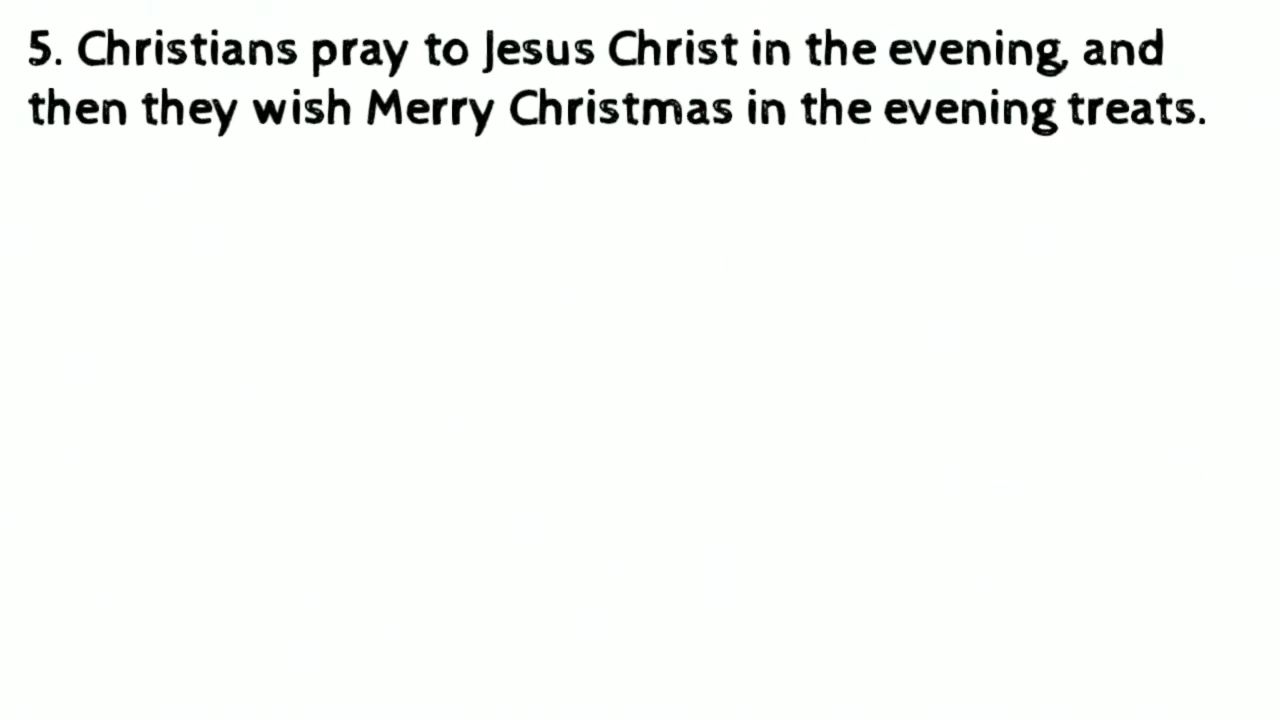 5. Christians pray to Jesus Christ in the evening, and
then they wish Merry Christmas in the evening treats.